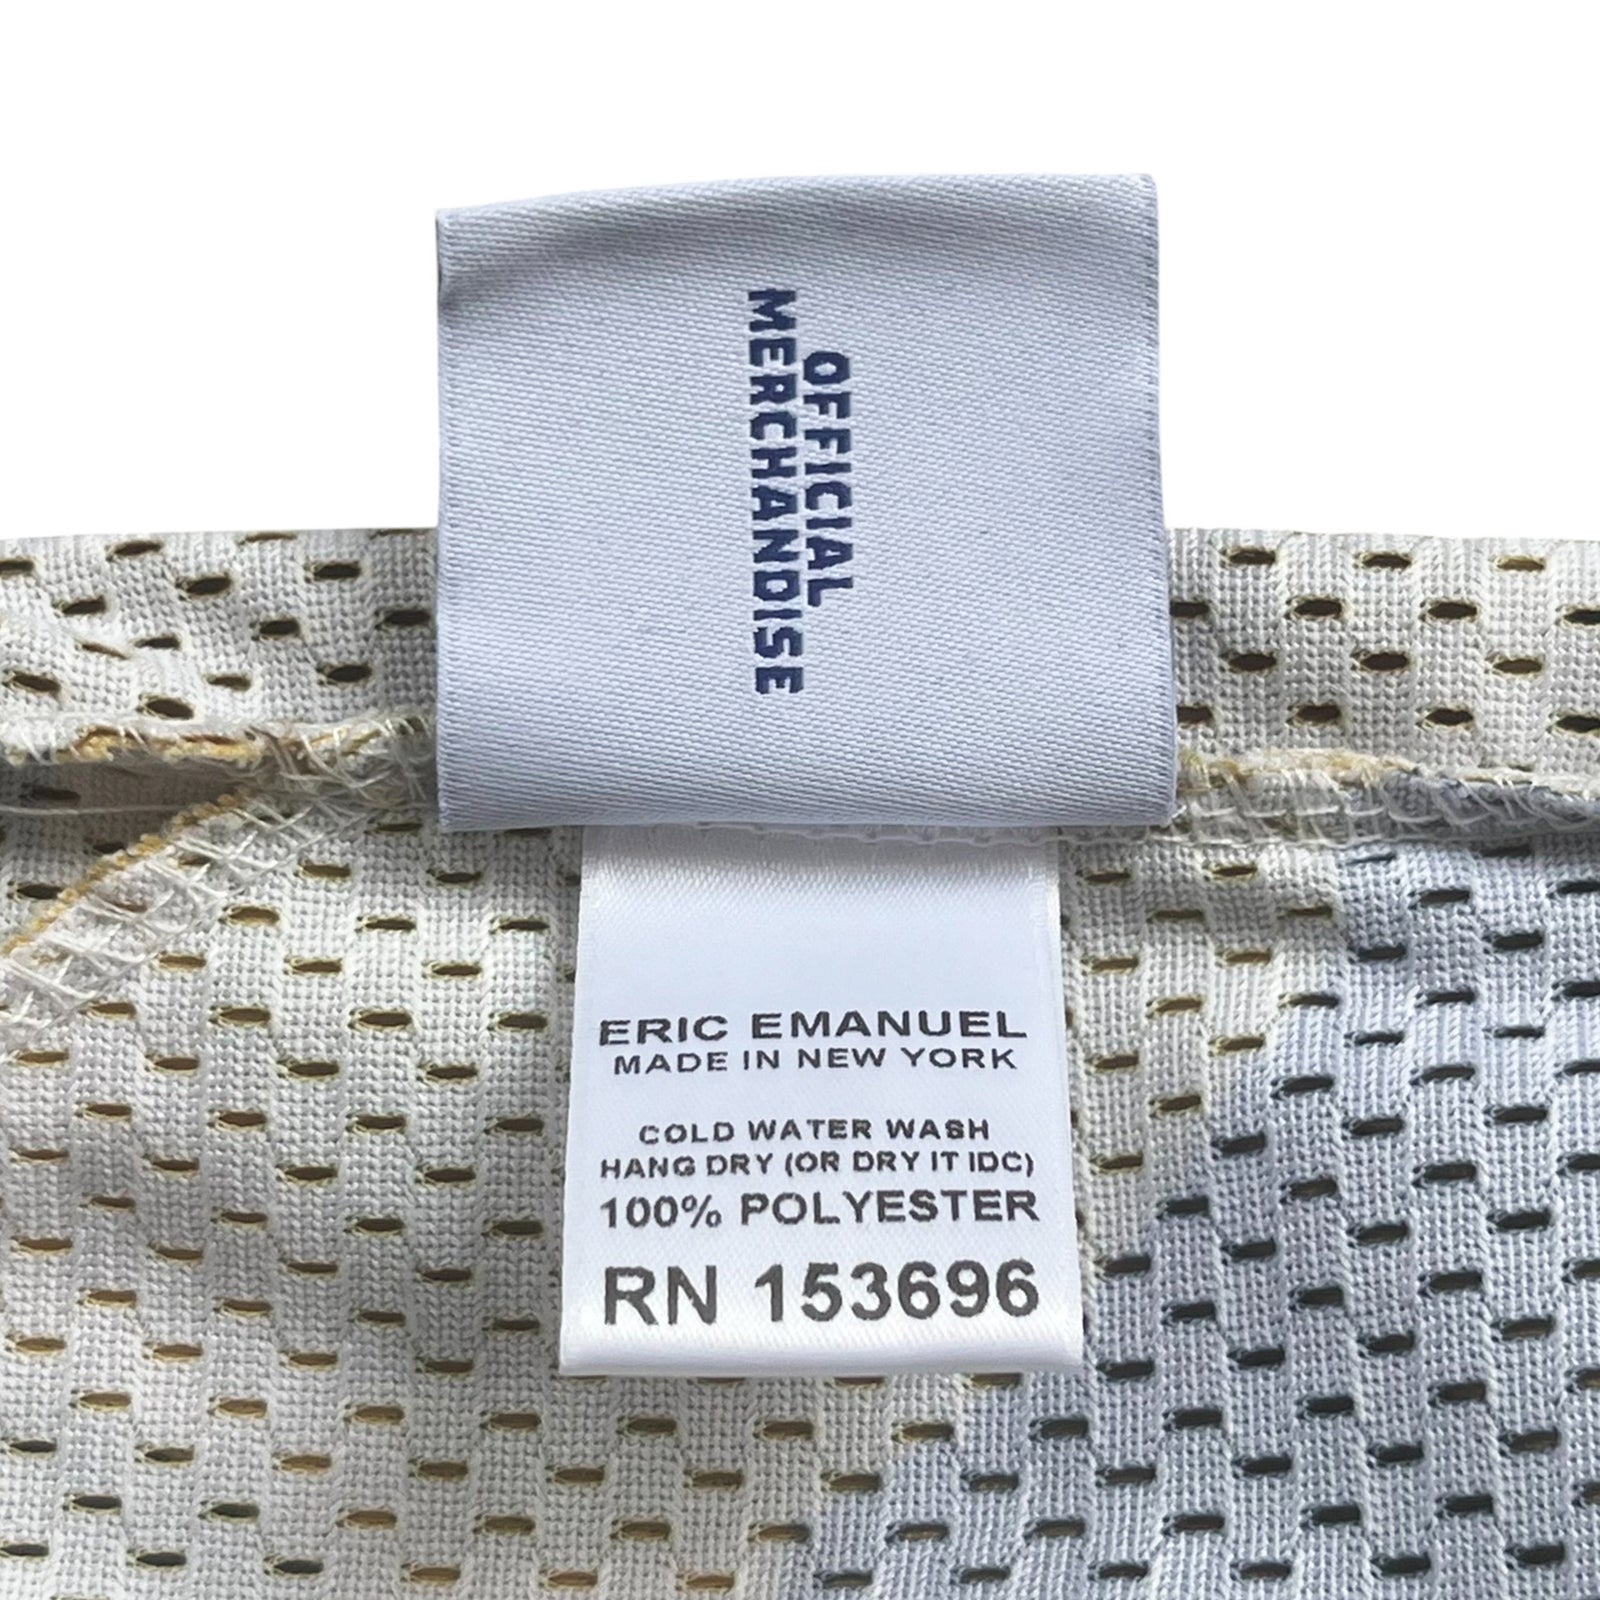 OFFICIAL
MERCHANDISE
ERIC EMANUEL
MADE IN NEW YORK
COLD WATER WASH
HANG DRY (OR DRY IT IDC)
100% POLYESTER
RN 153696